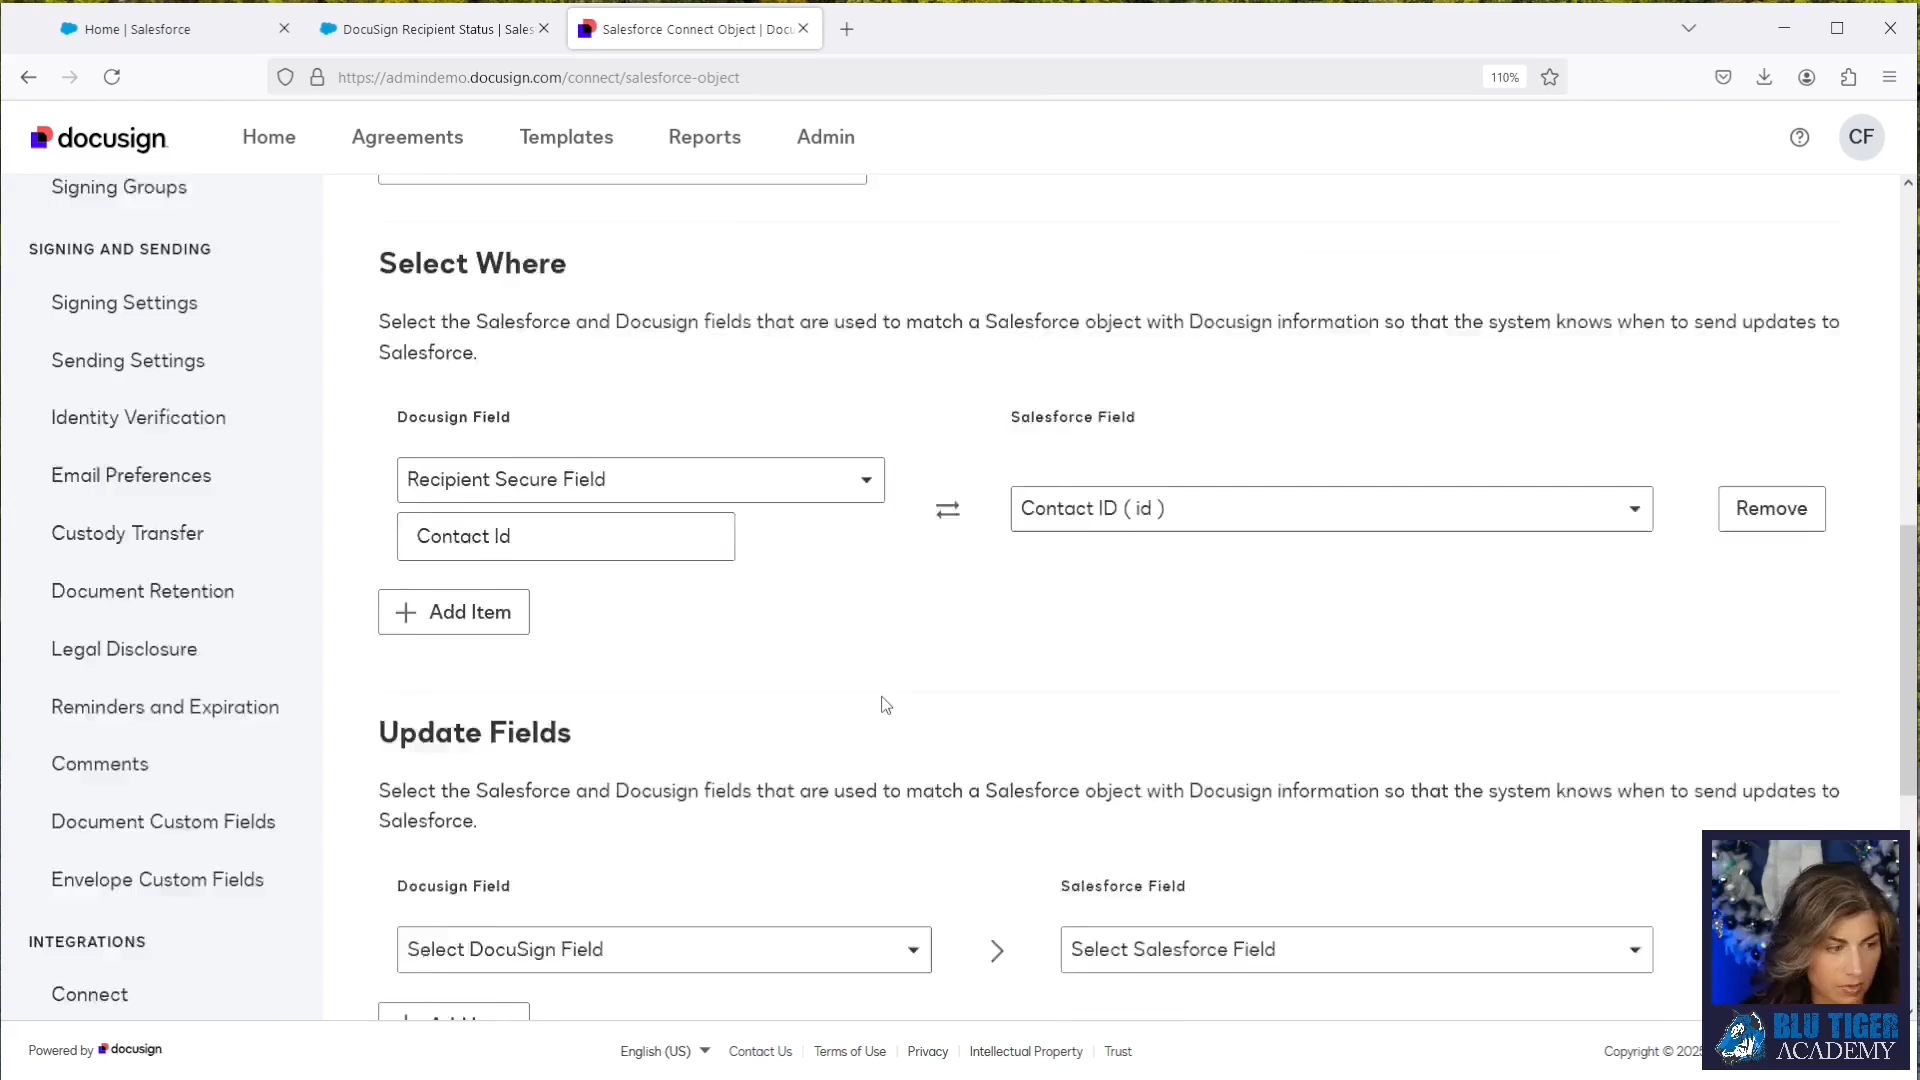 Home | Salesforce
DocuSign Recipient Status | Sales
Salesforce Connect Object | Docu
https://admindemo.docusign.com/connect/salesforce-object
110%
docusign
Home
Agreements
Templates
Reports
Admin
CF
Signing Groups
SIGNING AND SENDING
Signing Settings
Sending Settings
Identity Verification
Email Preferences
Custody Transfer
Document Retention
Legal Disclosure
Reminders and Expiration
Comments
Document Custom Fields
Envelope Custom Fields
INTEGRATIONS
Connect
Select Where
Select the Salesforce and Docusign fields that are used to match a Salesforce object with Docusign information so that the system knows when to send updates to
Salesforce.
Docusign Field
Salesforce Field
Recipient Secure Field
Contact Id
Contact ID ( id )
Remove
Add Item
Update Fields
Select the Salesforce and Docusign fields that are used to match a Salesforce object with Docusign information so that the system knows when to send updates to
Salesforce.
Docusign Field
Salesforce Field
Select DocuSign Field
Select Salesforce Field
Powered by docusign
English (US)
Contact Us
Terms of Use
Privacy
Intellectual Property
Trust
Copyright © 2025
BLU TIGER
ACADEMY